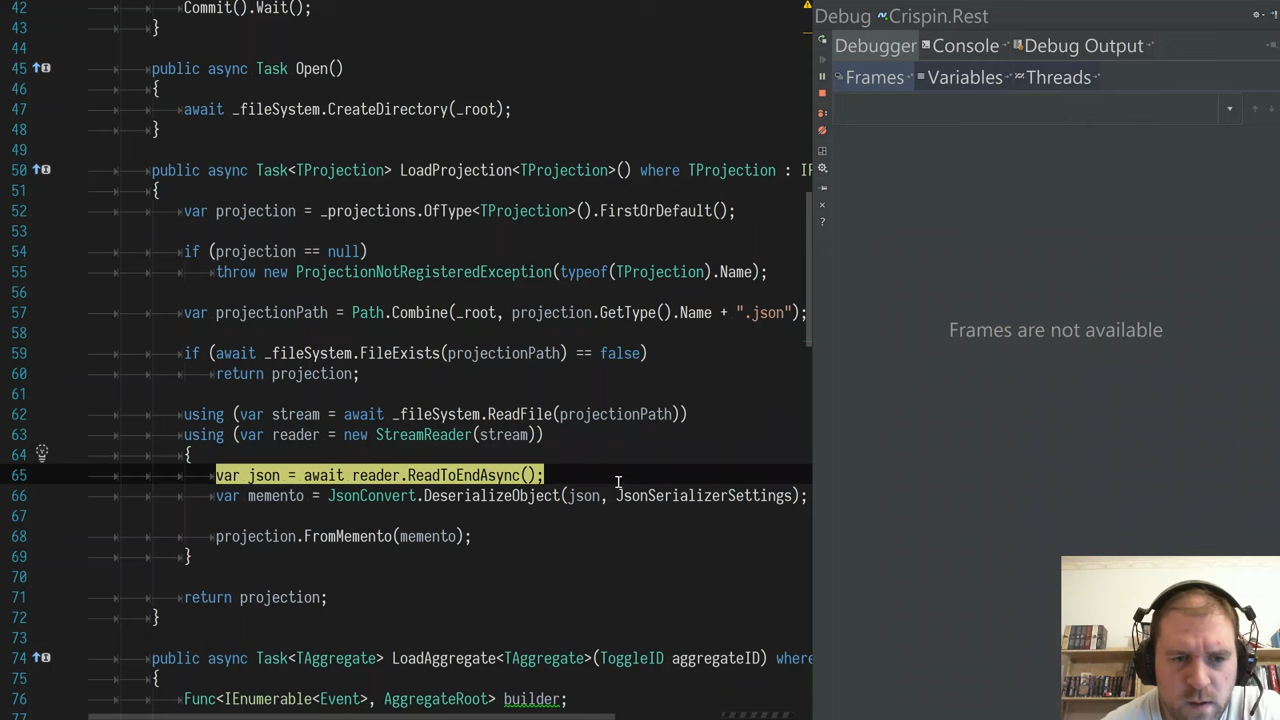 Debug Crispin.Rest
Debugger Console Debug Output
Frames Variables Threads
Frames are not available
42 Commit().Wait();
43 }
44
45 public async Task Open()
46 {
47 await _fileSystem.CreateDirectory(_root);
48 }
49
50 public async Task<TProjection> LoadProjection<TProjection>() where TProjection : IP
51 {
52 var projection = _projections.OfType<TProjection>().FirstOrDefault();
53
54 if (projection == null)
55 throw new ProjectionNotRegisteredException(typeof(TProjection).Name);
56
57 var projectionPath = Path.Combine(_root, projection.GetType().Name + ".json");
58
59 if (await _fileSystem.FileExists(projectionPath) == false)
60 return projection;
61
62 using (var stream = await _fileSystem.ReadFile(projectionPath))
63 using (var reader = new StreamReader(stream))
64 {
65 var json = await reader.ReadToEndAsync();
66 var memento = JsonConvert.DeserializeObject(json, JsonSerializerSettings);
67
68 projection.FromMemento(memento);
69 }
70
71 return projection;
72 }
73
74 public async Task<TAggregate> LoadAggregate<TAggregate>(ToggleID aggregateID) where
75 {
76 Func<IEnumerable<Event>, AggregateRoot> builder;